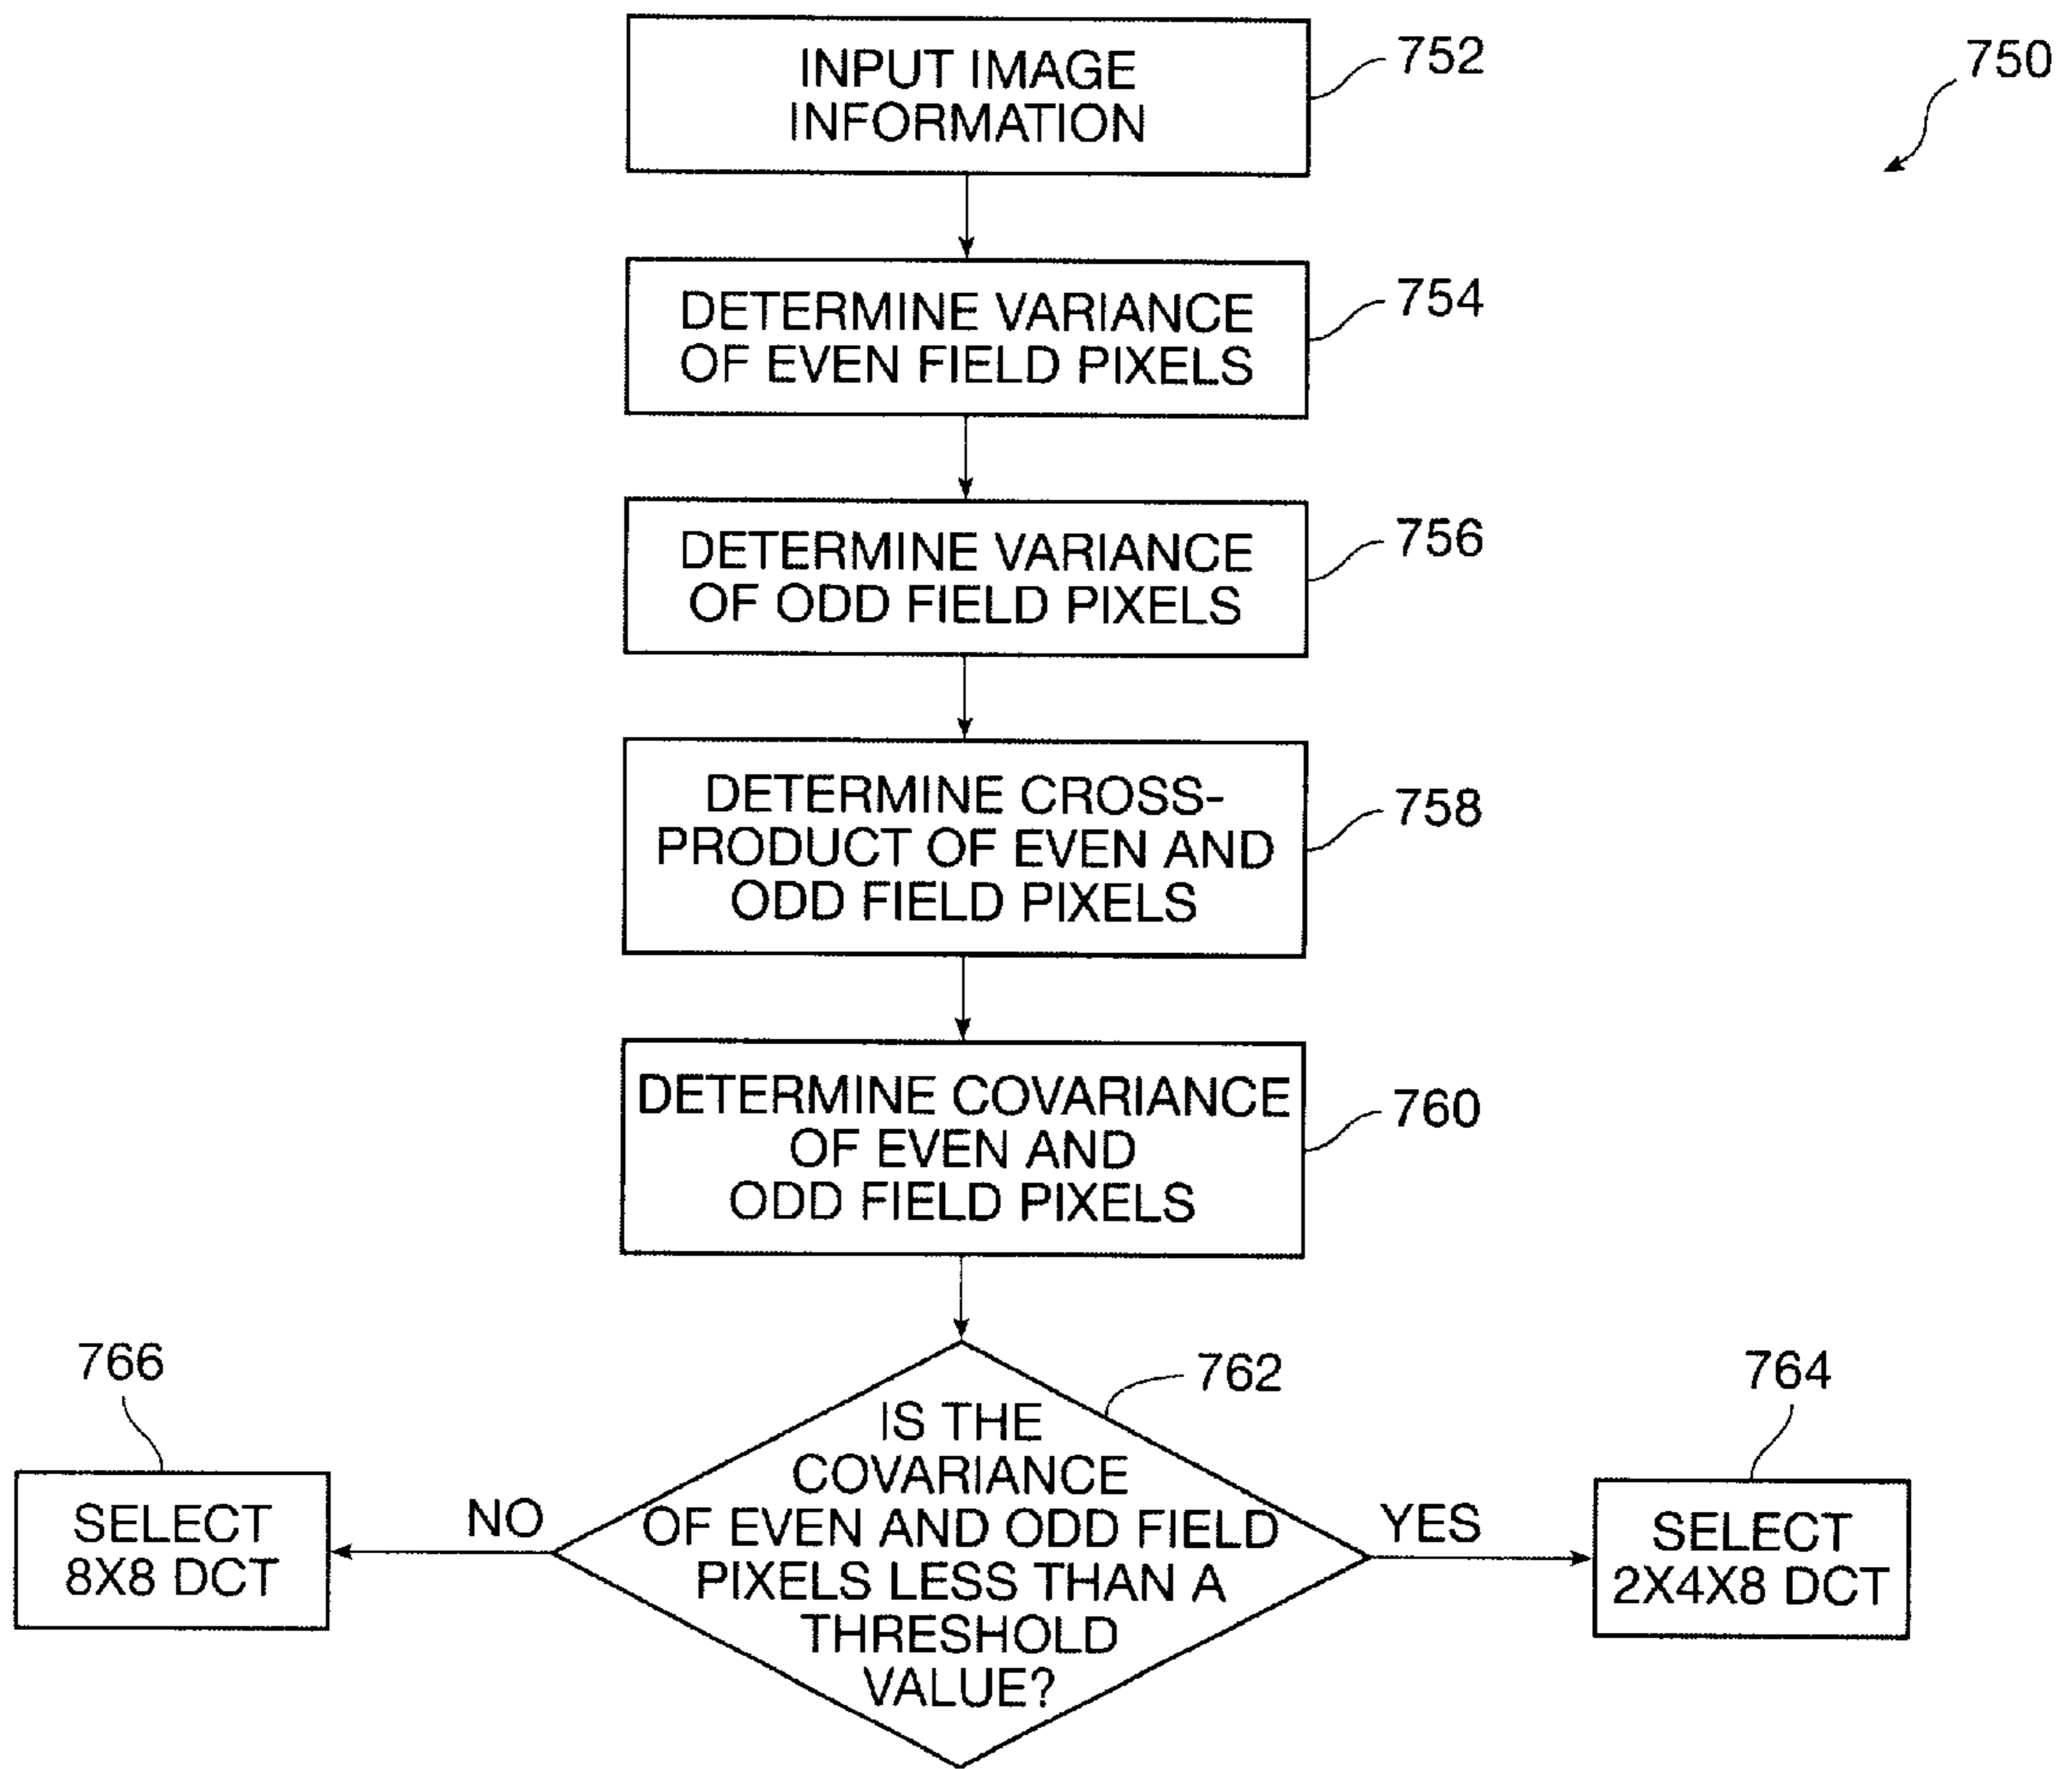 750
752
INPUT IMAGE
INFORMATION
754
DETERMINE VARIANCE
OF EVEN FIELD PIXELS
756
DETERMINE VARIANCE
OF ODD FIELD PIXELS
758
DETERMINE CROSS-
PRODUCT OF EVEN AND
ODD FIELD PIXELS
760
DETERMINE COVARIANCE
OF EVEN AND
ODD FIELD PIXELS
762
IS THE
COVARIANCE
OF EVEN AND ODD FIELD
PIXELS LESS THAN A
THRESHOLD
VALUE?
NO
766
SELECT
8X8 DCT
YES
764
SELECT
2X4X8 DCT